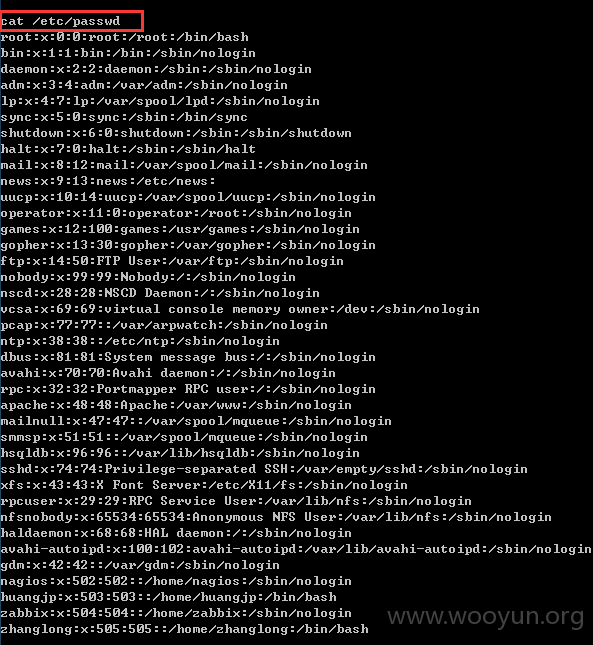 cat /etc/passwd
root:x:0:0:root:/root:/bin/bash
bin:x:1:1:bin:/bin:/sbin/nologin
daemon:x:2:2:daemon:/sbin:/sbin/nologin
adm:x:3:4:adm:/var/adm:/sbin/nologin
lp:x:4:7:lp:/var/spool/lpd:/sbin/nologin
sync:x:5:0:sync:/sbin:/bin/sync
shutdown:x:6:0:shutdown:/sbin:/sbin/shutdown
halt:x:7:0:halt:/sbin:/sbin/halt
mail:x:8:12:mail:/var/spool/mail:/sbin/nologin
news:x:9:13:news:/etc/news:
uucp:x:10:14:uucp:/var/spool/uucp:/sbin/nologin
operator:x:11:0:operator:/root:/sbin/nologin
games:x:12:100:games:/usr/games:/sbin/nologin
gopher:x:13:30:gopher:/var/gopher:/sbin/nologin
ftp:x:14:50:FTP User:/var/ftp:/sbin/nologin
nobody:x:99:99:Nobody:/:/sbin/nologin
nscd:x:28:28:NSCD Daemon:/:/sbin/nologin
vcsa:x:69:69:virtual console memory owner:/dev:/sbin/nologin
pcap:x:77:77::/var/arpwatch:/sbin/nologin
ntp:x:38:38::/etc/ntp:/sbin/nologin
dbus:x:81:81:System message bus:/:/sbin/nologin
avahi:x:70:70:Avahi daemon:/:/sbin/nologin
rpc:x:32:32:Portmapper RPC user:/:/sbin/nologin
apache:x:48:48:Apache:/var/www:/sbin/nologin
mailnull:x:47:47::/var/spool/mqueue:/sbin/nologin
smmsp:x:51:51::/var/spool/mqueue:/sbin/nologin
hsqldb:x:96:96::/var/lib/hsqldb:/sbin/nologin
sshd:x:74:74:Privilege-separated SSH:/var/empty/sshd:/sbin/nologin
xfs:x:43:43:X Font Server:/etc/X11/fs:/sbin/nologin
rpcuser:x:29:29:RPC Service User:/var/lib/nfs:/sbin/nologin
nfsnobody:x:65534:65534:Anonymous NFS User:/var/lib/nfs:/sbin/nologin
haldaemon:x:68:68:HAL daemon:/:/sbin/nologin
avahi-autoipd:x:100:102:avahi-autoipd:/var/lib/avahi-autoipd:/sbin/nologin
gdm:x:42:42::/var/gdm:/sbin/nologin
nagios:x:502:502::/home/nagios:/sbin/nologin
huangjp:x:503:503::/home/huangjp:/bin/bash
zabbix:x:504:504::/home/zabbix:/sbin/nologin
zhanglong:x:505:505::/home/zhanglong:/bin/bash
www.wooyun.org